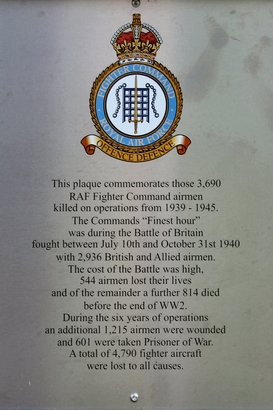 FIGHTER COMMAND
ROYAL AIR FORCE
OFFENCE DEFENCE
This plaque commemorates those 3,690
RAF Fighter Command airmen
killed on operations from 1939 - 1945.
The Commands “Finest hour”
was during the Battle of Britain
fought between July 10th and October 31st 1940
with 2,936 British and Allied airmen.
The cost of the Battle was high,
544 airmen lost their lives
and of the remainder a further 814 died
before the end of WW2.
During the six years of operations
an additional 1,215 airmen were wounded
and 601 were taken Prisoner of War.
A total of 4,790 fighter aircraft
were lost to all causes.